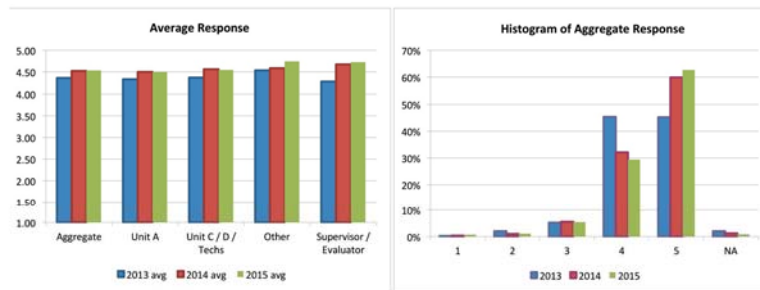 Average Response
5.00
4.50
4.00
3.50
3.00
2.50
2.00
1.50
1.00
Aggregate
Unit A
Unit C / D /
Techs
Other
Supervisor /
Evaluator
2013 avg 2014 avg 2015 avg
Histogram of Aggregate Response
70%
60%
50%
40%
30%
20%
10%
0%
1 2 3 4 5 NA
2013 2014 2015